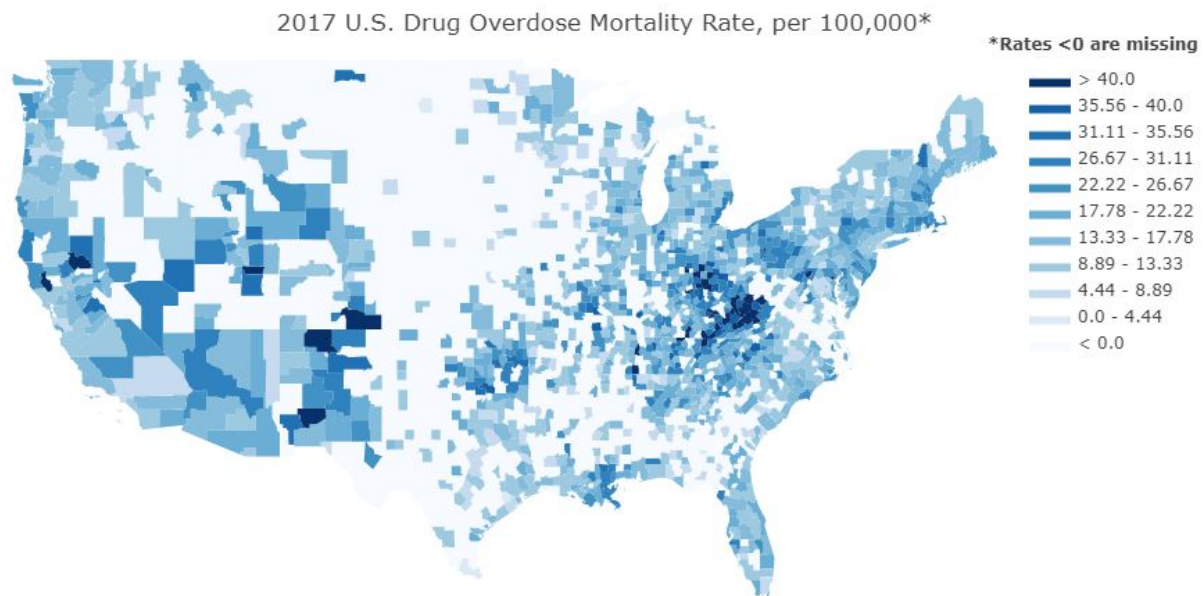 2017 U.S. Drug Overdose Mortality Rate, per 100,000*
*Rates <0 are missing
> 40.0
35.56 - 40.0
31.11 - 35.56
26.67 - 31.11
22.22 - 26.67
17.78 - 22.22
13.33 - 17.78
8.89 - 13.33
4.44 - 8.89
0.0 - 4.44
< 0.0